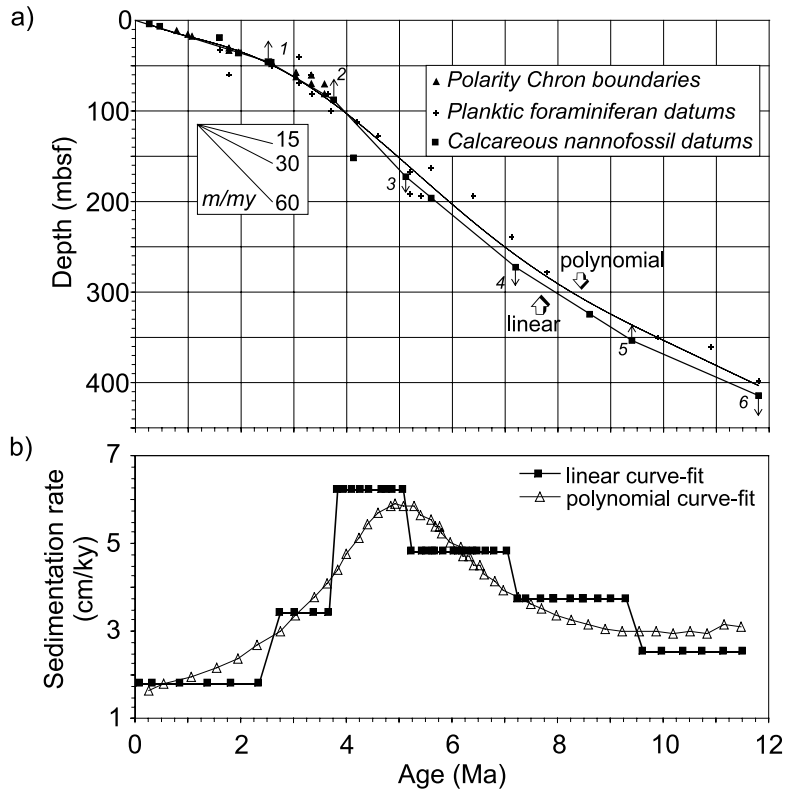 a)
0
100
200
300
400
Depth (mbsf)
1
2
3
4
5
6
Polarity Chron boundaries
Planktic foraminiferan datums
Calcareous nannofossil datums
15
30
m/my 60
polynomial
linear
b)
7
5
3
1
Sedimentation rate
(cm/ky)
linear curve-fit
polynomial curve-fit
0 2 4 6 8 10 12
Age (Ma)